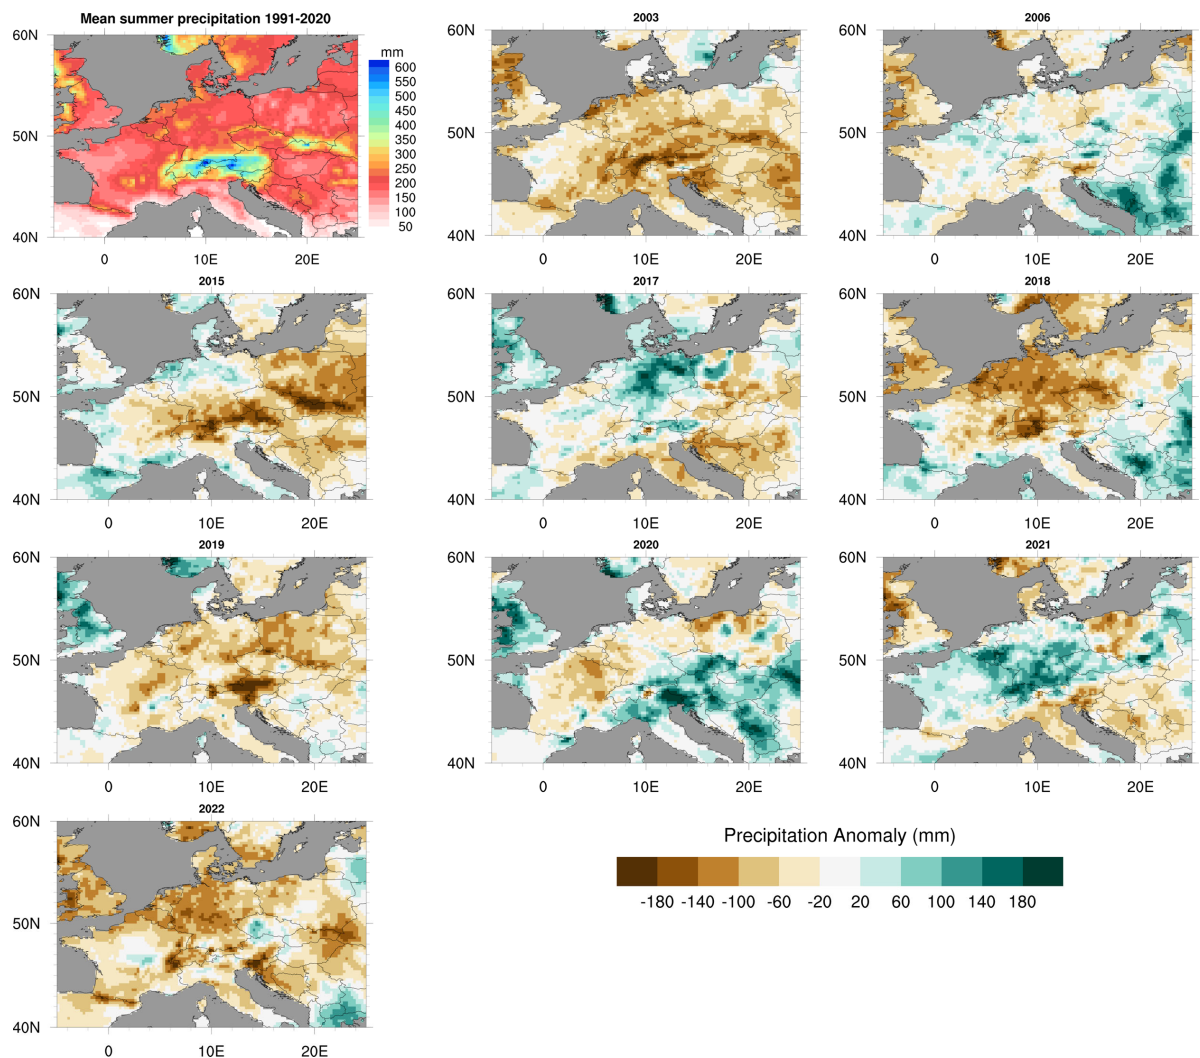 Mean summer precipitation 1991-2020
60N
50N
40N
0
10E
20E
mm
600
550
500
450
400
350
300
250
200
150
100
50
2003
60N
50N
40N
0
10E
20E
2006
60N
50N
40N
0
10E
20E
2015
60N
50N
40N
0
10E
20E
2017
60N
50N
40N
0
10E
20E
2018
60N
50N
40N
0
10E
20E
2019
60N
50N
40N
0
10E
20E
2020
60N
50N
40N
0
10E
20E
2021
60N
50N
40N
0
10E
20E
2022
60N
50N
40N
0
10E
20E
Precipitation Anomaly (mm)
-180 -140 -100 -60 -20 20 60 100 140 180